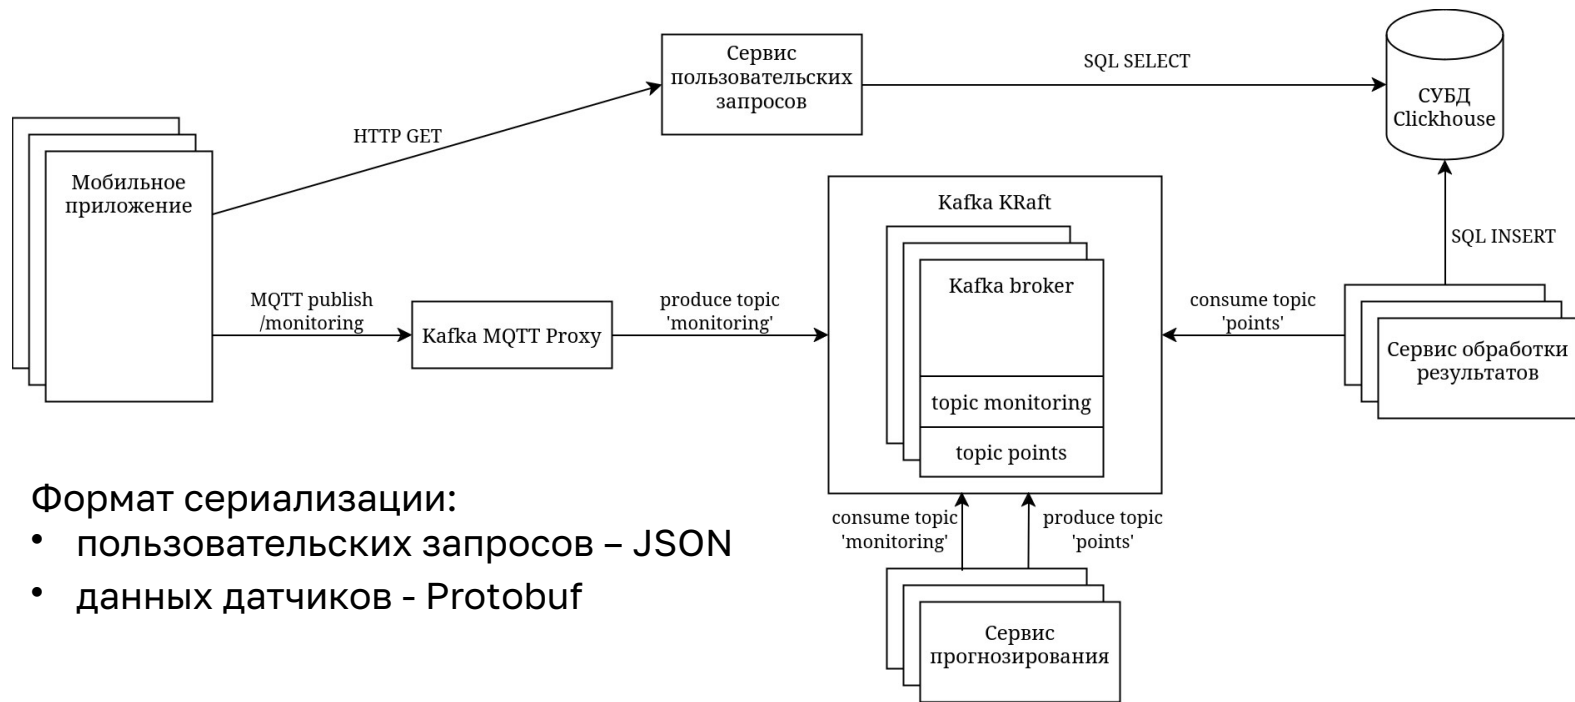 Сервис
пользовательских
запросов
SQL SELECT
СУБД
Clickhouse
HTTP GET
Мобильное
приложение
Kafka KRaft
SQL INSERT
Kafka broker
MQTT publish
/monitoring
Kafka MQTT Proxy
produce topic
'monitoring'
consume topic
'points'
Сервис обработки
результатов
topic monitoring
topic points
Формат сериализации:
• пользовательских запросов – JSON
• данных датчиков - Protobuf
consume topic
'monitoring'
produce topic
'points'
Сервис
прогнозирования